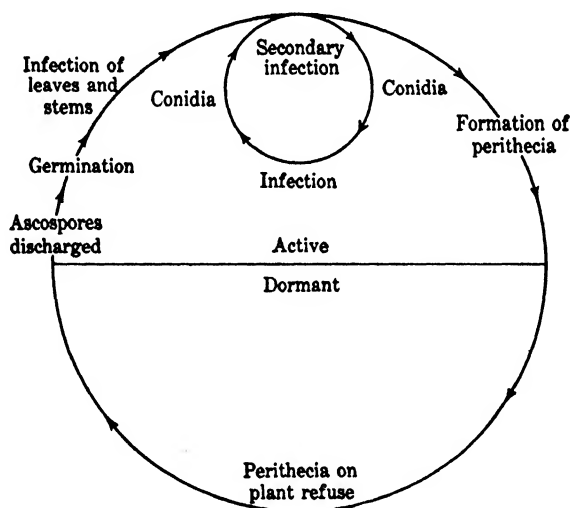 Secondary
infection
Infection of
leaves and
stems
Conidia
Conidia
Formation of
perithecia
Germination
Infection
Ascospores
discharged
Active
Dormant
Perithecia on
plant refuse